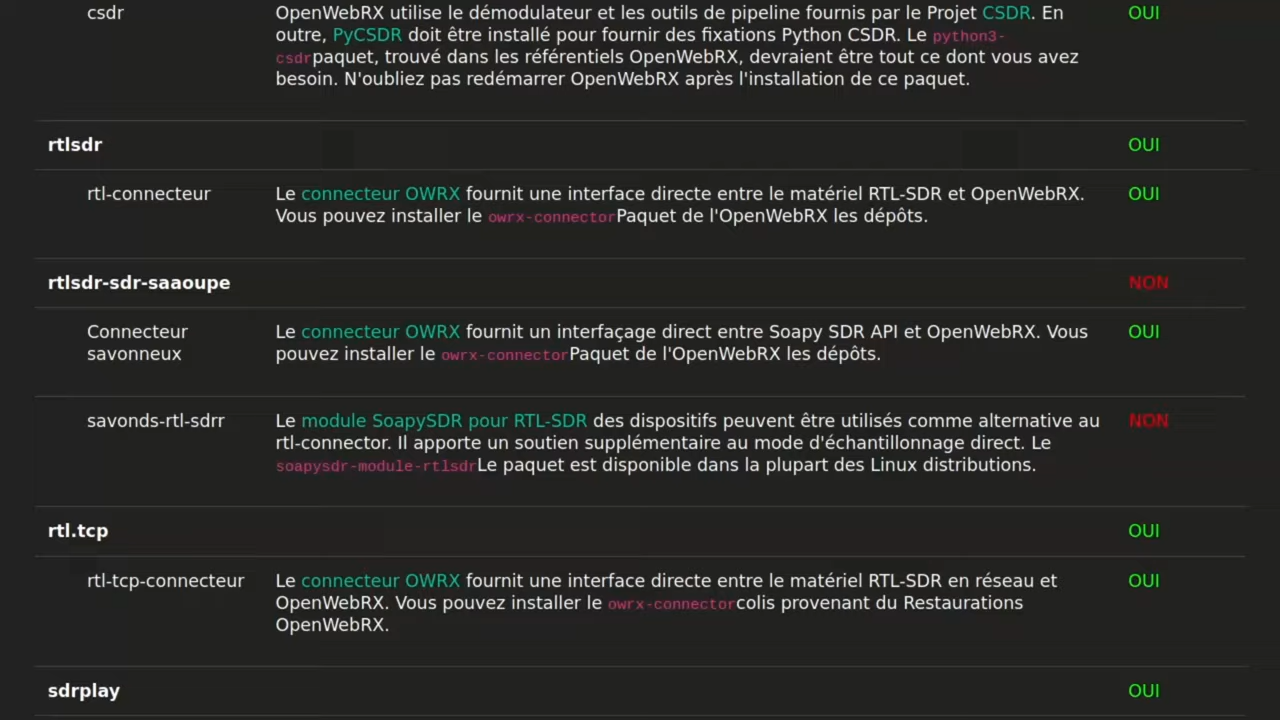 csdr OpenWebRX utilise le démodulateur et les outils de pipeline fournis par le Projet CSDR. En OUI
outre, PyCSDR doit être installé pour fournir des fixations Python CSDR. Le python3-
csdrpaquet, trouvé dans les référentiels OpenWebRX, devraient être tout ce dont vous avez
besoin. N'oubliez pas redémarrer OpenWebRX après l'installation de ce paquet.
rtlsdr OUI
rtl-connecteur Le connecteur OWRX fournit une interface directe entre le matériel RTL-SDR et OpenWebRX. OUI
Vous pouvez installer le owrx-connectorPaquet de l'OpenWebRX les dépôts.
rtlsdr-sdr-saaoupe NON
Connecteur Le connecteur OWRX fournit un interfaçage direct entre Soapy SDR API et OpenWebRX. Vous OUI
savonneux pouvez installer le owrx-connectorPaquet de l'OpenWebRX les dépôts.
savonds-rtl-sdrr Le module SoapySDR pour RTL-SDR des dispositifs peuvent être utilisés comme alternative au NON
rtl-connector. Il apporte un soutien supplémentaire au mode d'échantillonnage direct. Le
soapysdr-module-rtlsdrLe paquet est disponible dans la plupart des Linux distributions.
rtl.tcp OUI
rtl-tcp-connecteur Le connecteur OWRX fournit une interface directe entre le matériel RTL-SDR en réseau et OUI
OpenWebRX. Vous pouvez installer le owrx-connectorcolis provenant du Restaurations
OpenWebRX.
sdrplay OUI